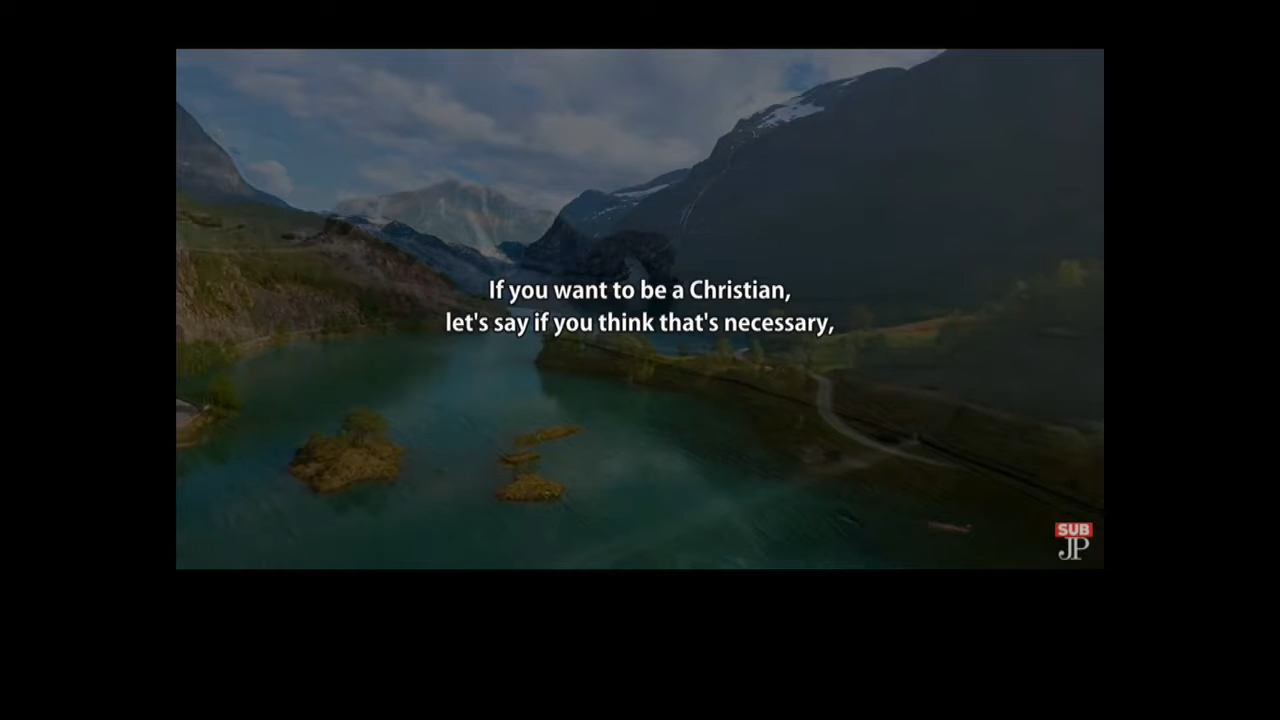 If you want to be a Christian,
let's say if you think that's necessary,
SUB
JP